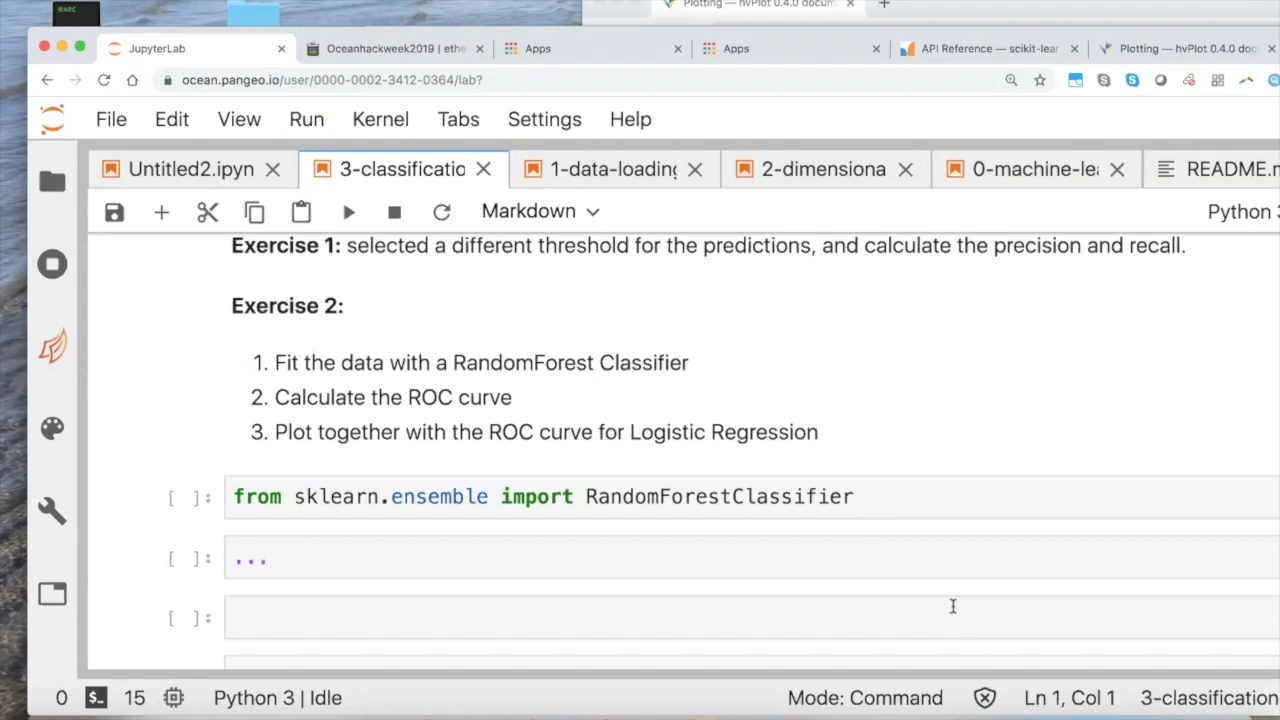 exec
Plotting — hvPlot 0.4.0 docum
JupyterLab
Oceanhackweek2019 | ethe
Apps
Apps
API Reference — scikit-lear
Plotting — hvPlot 0.4.0 docu
ocean.pangeo.io/user/0000-0002-3412-0364/lab?
File Edit View Run Kernel Tabs Settings Help
Untitled2.ipyn
3-classificatio
1-data-loading
2-dimensiona
0-machine-le
README.m
Markdown
Python 3
Exercise 1: selected a different threshold for the predictions, and calculate the precision and recall.
Exercise 2:
1. Fit the data with a RandomForest Classifier
2. Calculate the ROC curve
3. Plot together with the ROC curve for Logistic Regression
[ ]: from sklearn.ensemble import RandomForestClassifier
[ ]: ...
[ ]:
0 $_ 15 Python 3 | Idle Mode: Command Ln 1, Col 1 3-classification